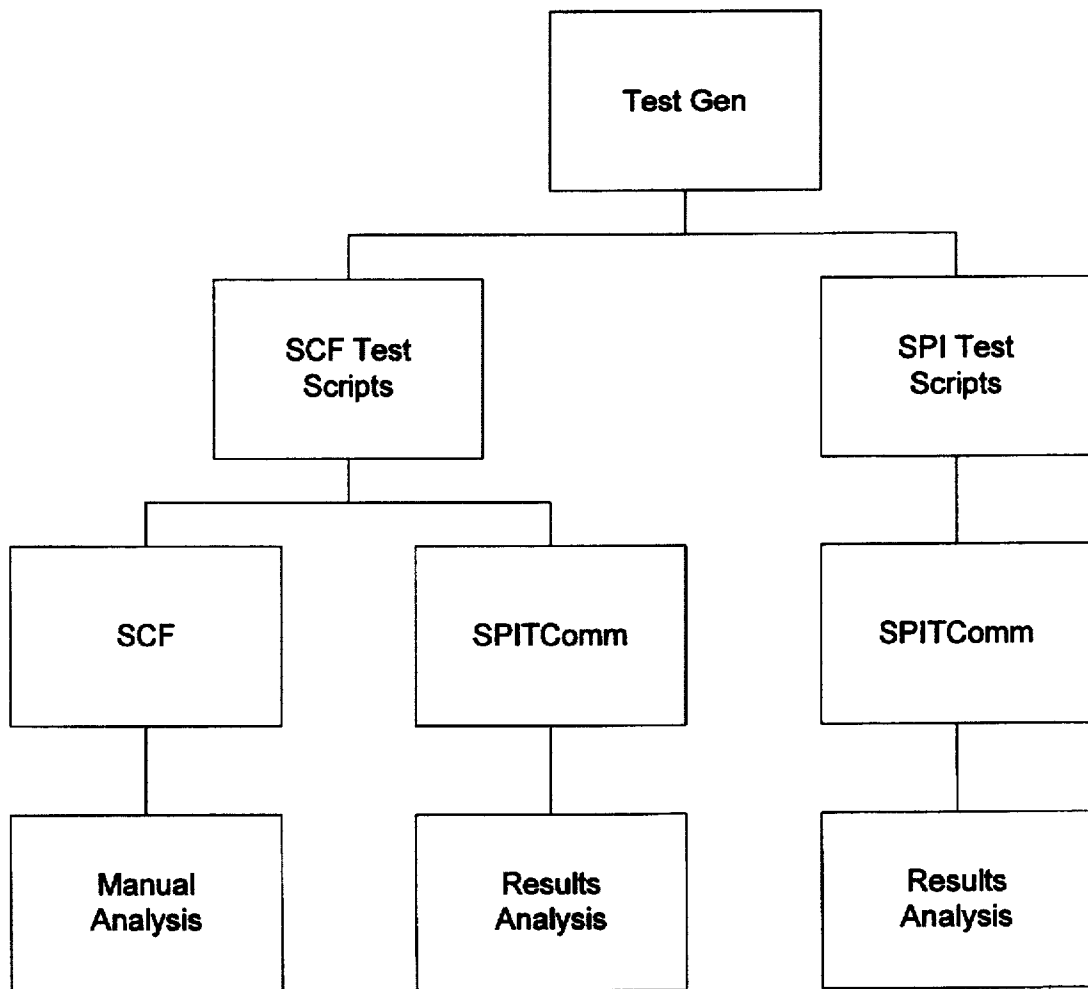 Test Gen
SCF Test
Scripts
SPI Test
Scripts
SCF
SPITComm
SPITComm
Manual
Analysis
Results
Analysis
Results
Analysis